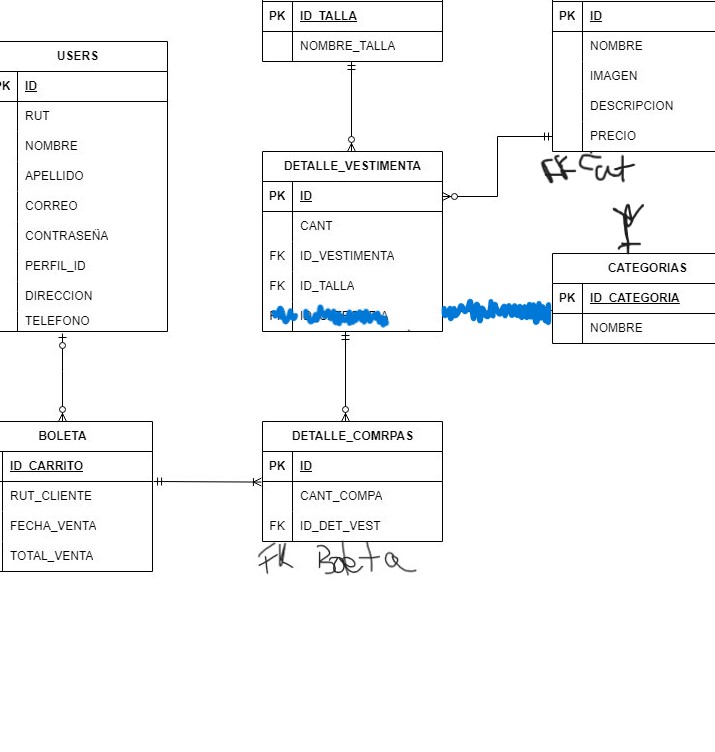 PK ID_TALLA
NOMBRE_TALLA
PK ID
NOMBRE
IMAGEN
DESCRIPCION
PRECIO
FK Cat
USERS
PK ID
RUT
NOMBRE
APELLIDO
CORREO
CONTRASEÑA
PERFIL_ID
DIRECCION
TELEFONO
DETALLE_VESTIMENTA
PK ID
CANT
FK ID_VESTIMENTA
FK ID_TALLA
CATEGORIAS
PK ID_CATEGORIA
NOMBRE
BOLETA
ID_CARRITO
RUT_CLIENTE
FECHA_VENTA
TOTAL_VENTA
DETALLE_COMRPAS
PK ID
CANT_COMPA
FK ID_DET_VEST
FK Boleta